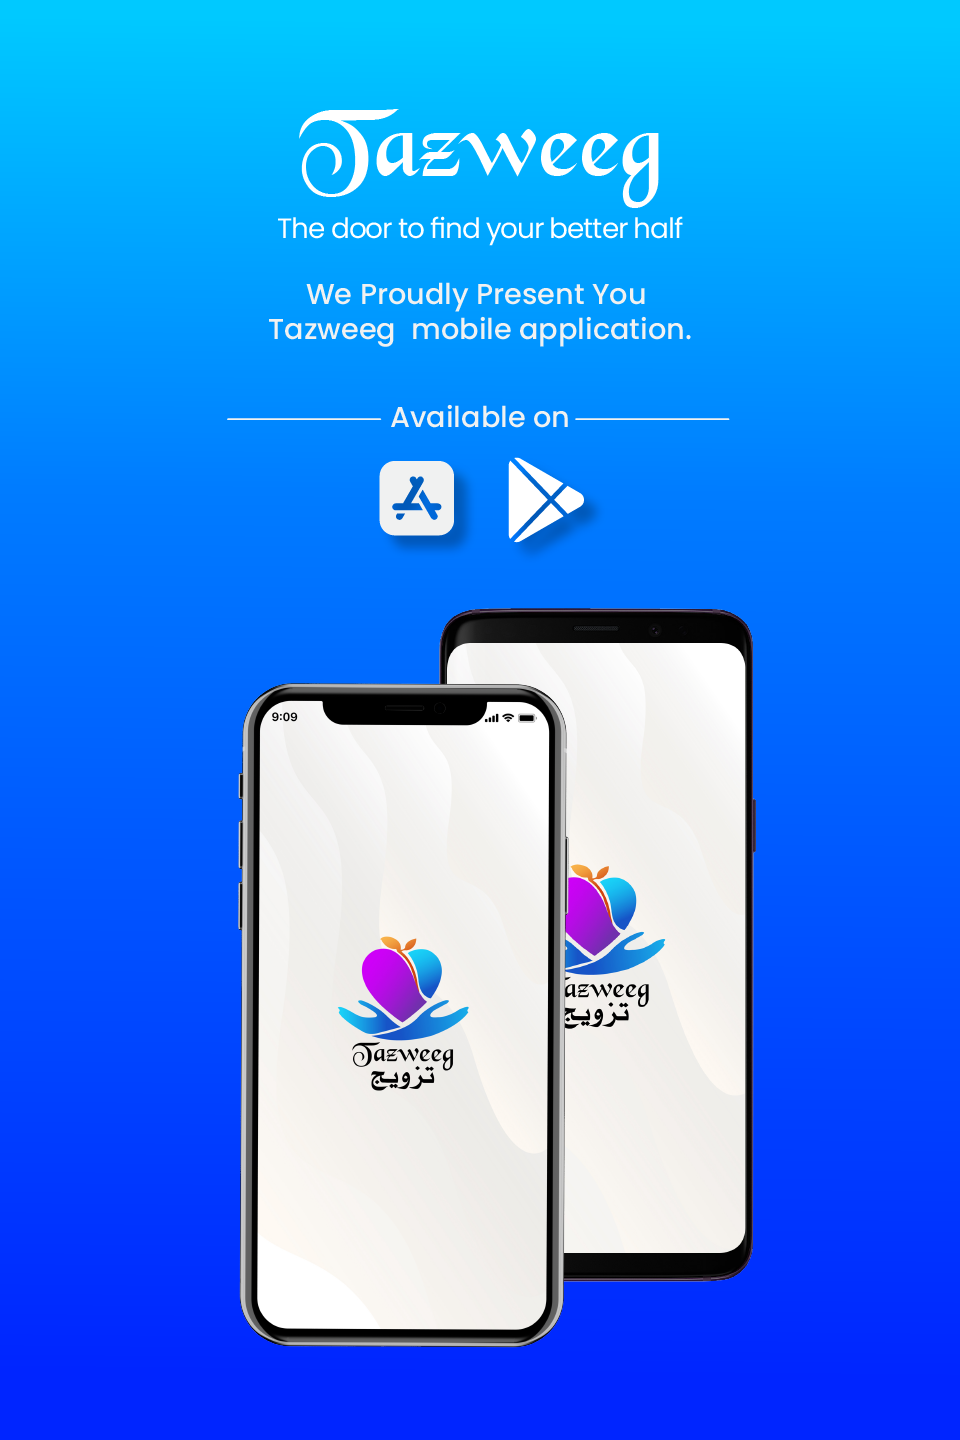 Tazweeg
The door to find your better half
We Proudly Present You
Tazweeg mobile application.
Available on
9:09
Tazweeg
تزويج
azweeg
تزويج